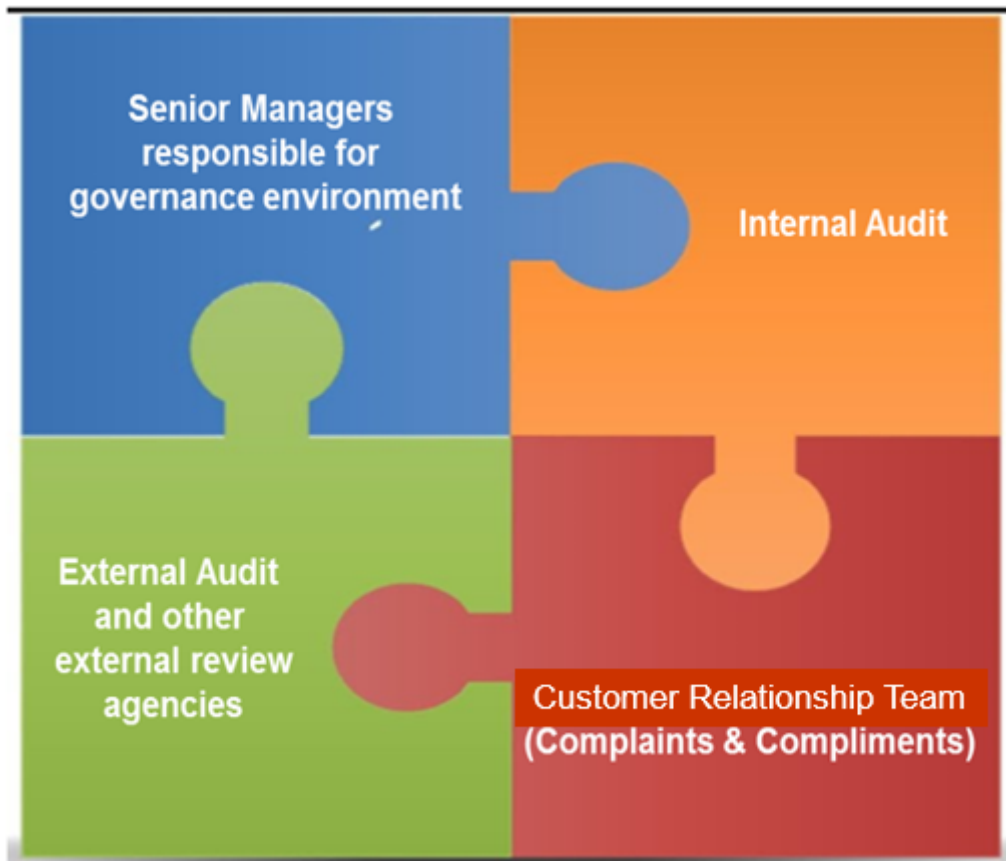 Senior Managers
responsible for
governance environment
Internal Audit
External Audit
and other
external review
agencies
Customer Relationship Team
(Complaints & Compliments)